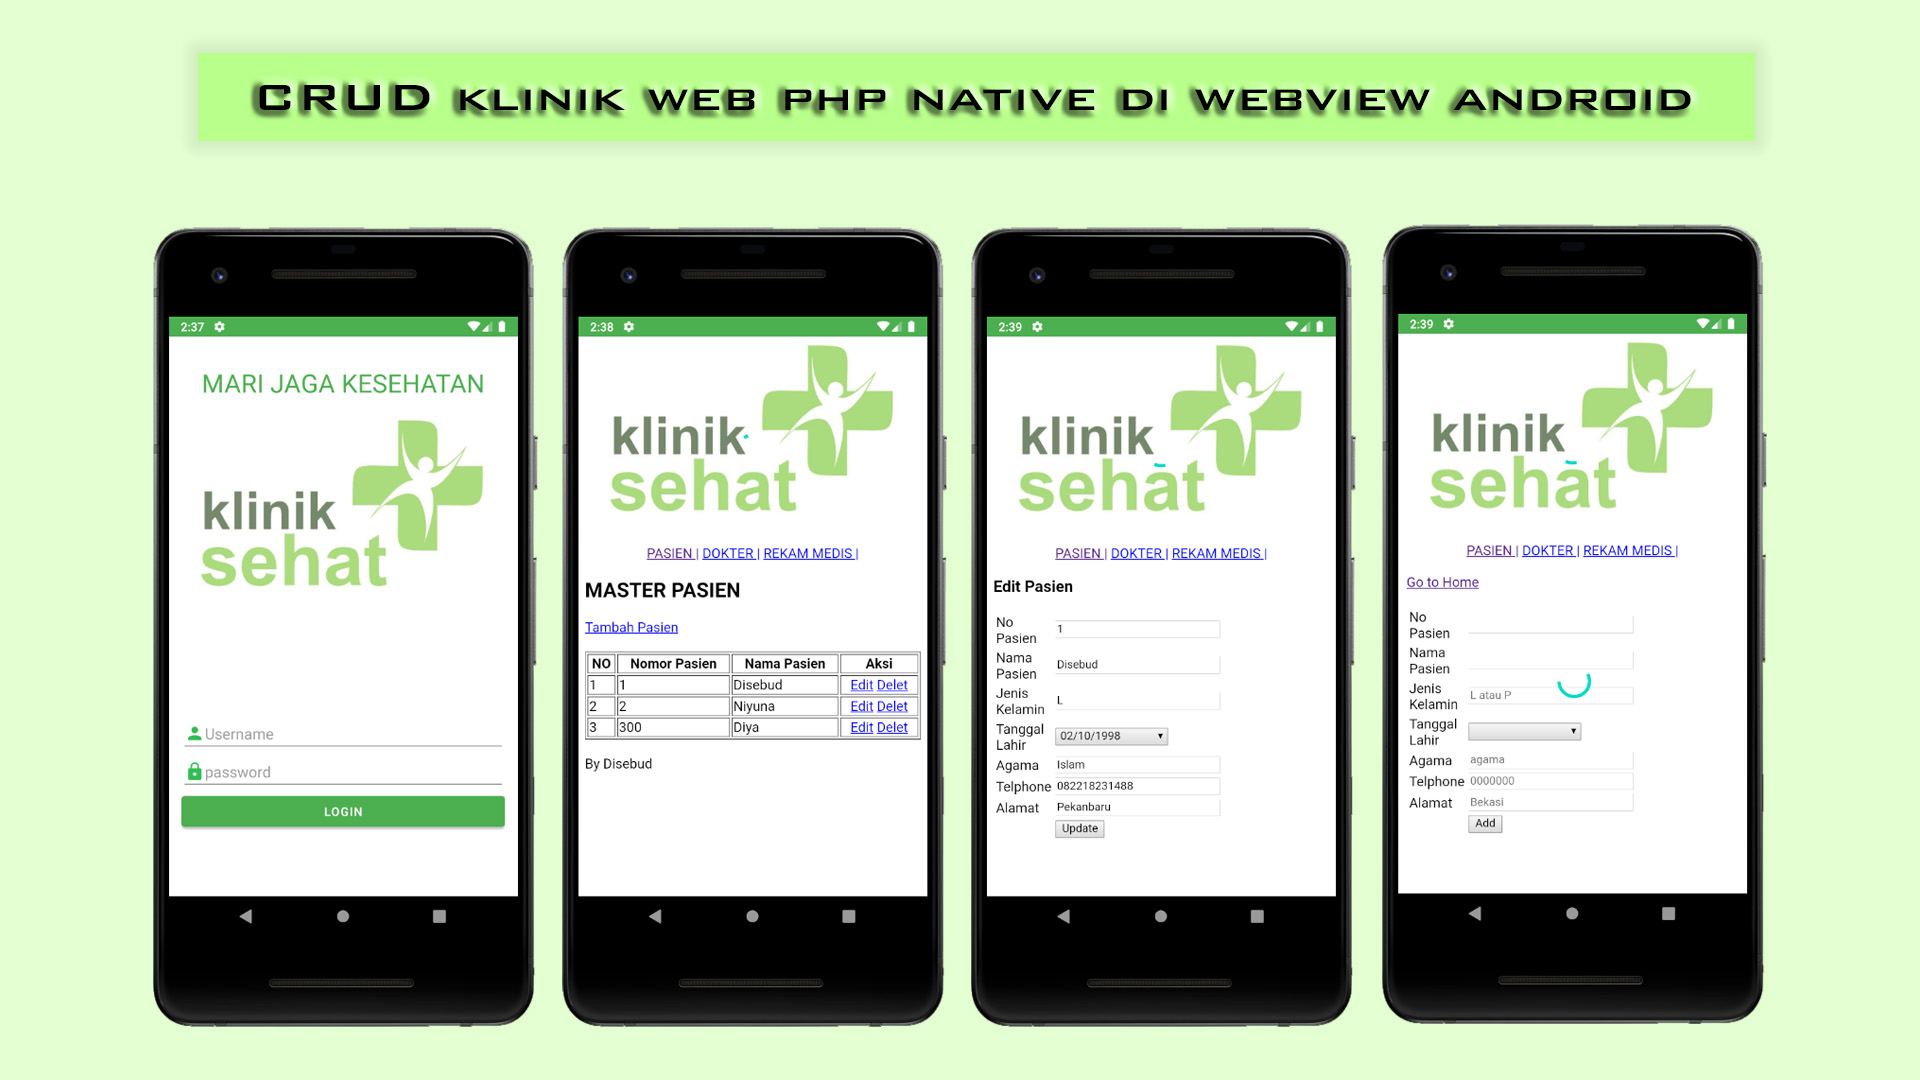 CRUD KLINIK WEB PHP NATIVE DI WEBVIEW ANDROID
2:37
MARI JAGA KESEHATAN
klinik
sehat
Username
password
LOGIN
2:38
klinik
sehat
PASIEN | DOKTER | REKAM MEDIS |
MASTER PASIEN
Tambah Pasien
NO Nomor Pasien Nama Pasien Aksi
1 1 Disebud Edit Delet
2 2 Niyuna Edit Delet
3 300 Diya Edit Delet
By Disebud
2:39
klinik
sehat
PASIEN | DOKTER | REKAM MEDIS |
Edit Pasien
No
Pasien 1
Nama
Pasien Disebud
Jenis
Kelamin L
Tanggal
Lahir 02/10/1998
Agama Islam
Telphone 082218231488
Alamat Pekanbaru
Update
2:39
klinik
sehat
PASIEN | DOKTER | REKAM MEDIS |
Go to Home
No
Pasien
Nama
Pasien
Jenis
Kelamin L atau P
Tanggal
Lahir
Agama agama
Telphone 0000000
Alamat Bekasi
Add